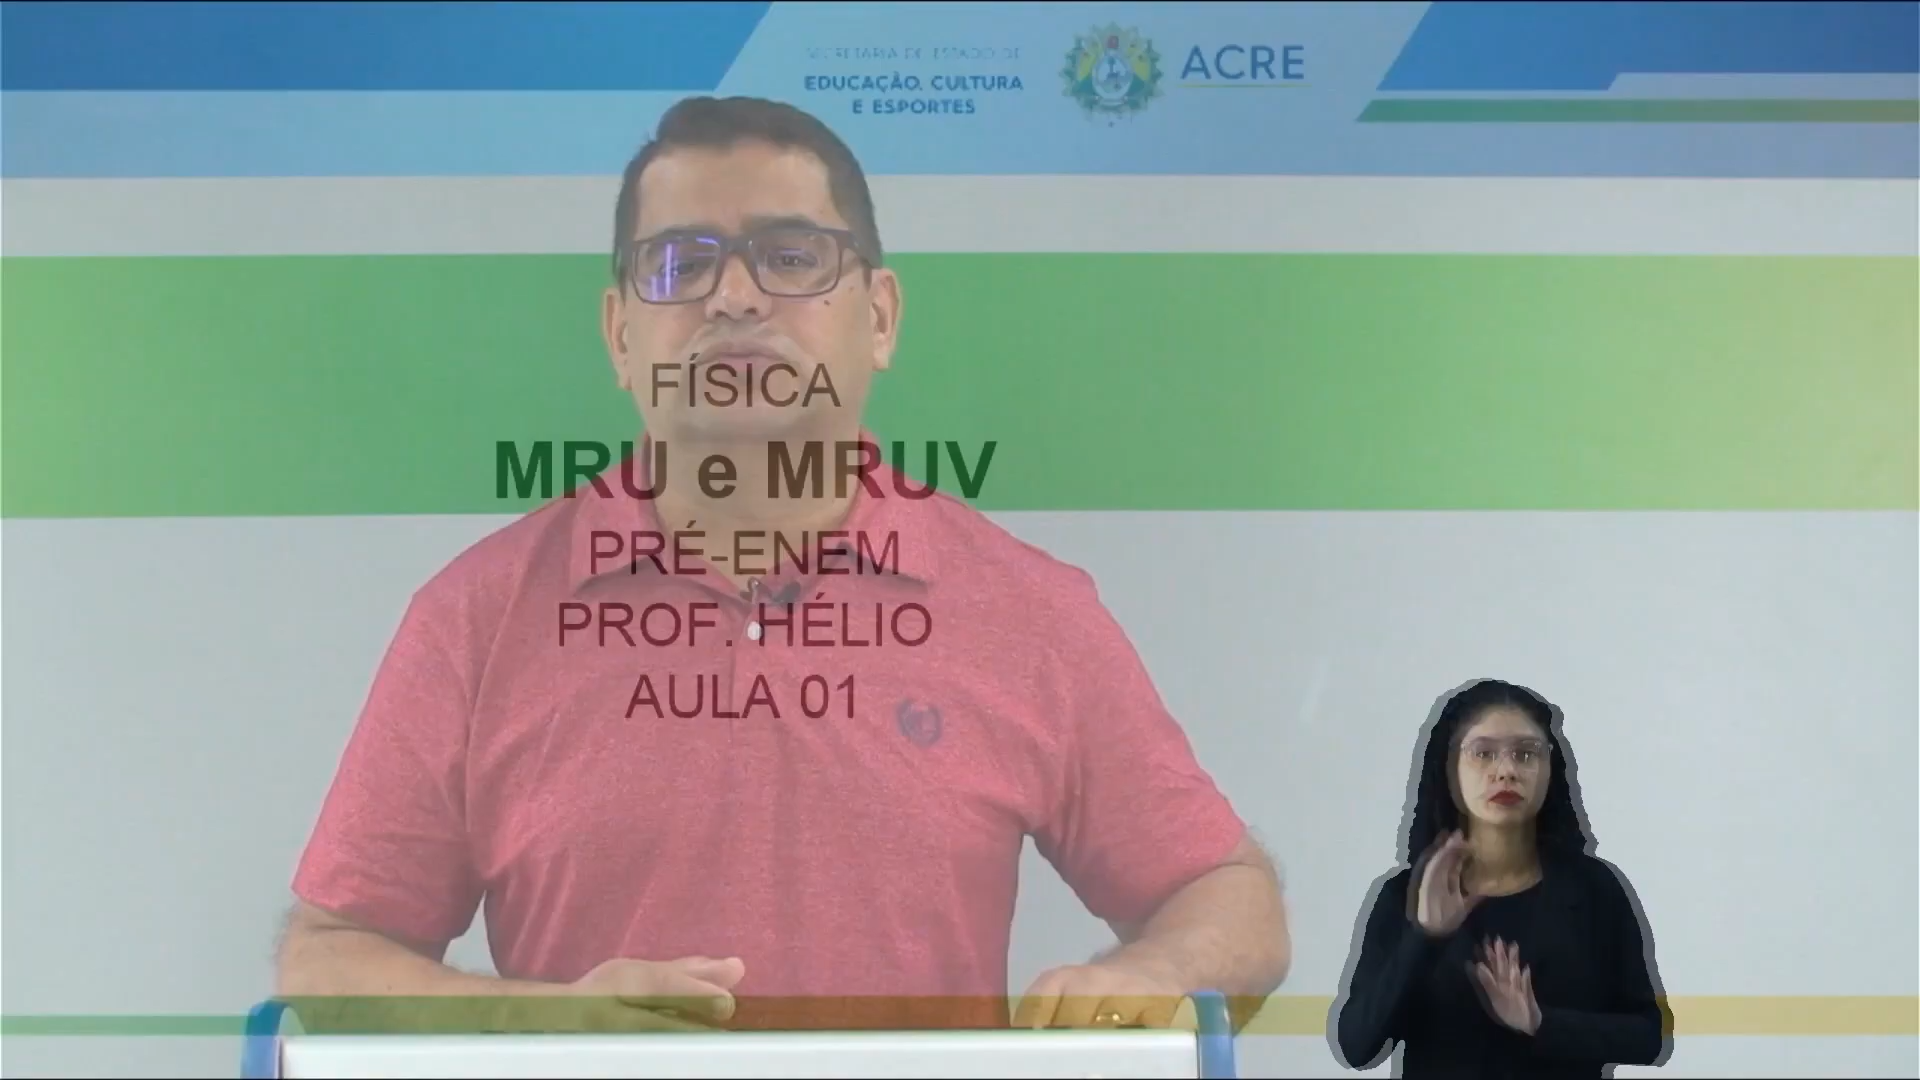 SECRETARIA DE ESTADO DE
EDUCAÇÃO, CULTURA
E ESPORTES
ACRE
FÍSICA
MRU e MRUV
PRÉ-ENEM
PROF. HÉLIO
AULA 01